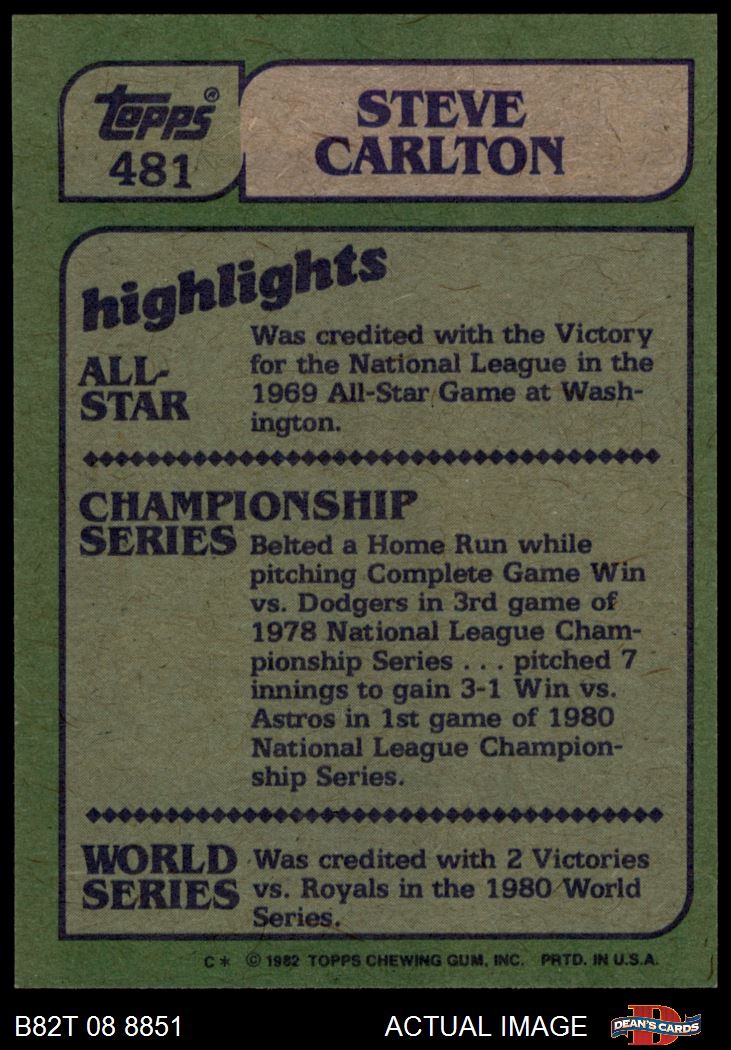 Topps®
481
STEVE
CARLTON
highlights
ALL-
STAR
Was credited with the Victory
for the National League in the
1969 All-Star Game at Wash-
ington.
CHAMPIONSHIP
SERIES
Belted a Home Run while
pitching Complete Game Win
vs. Dodgers in 3rd game of
1978 National League Cham-
pionship Series . . . pitched 7
innings to gain 3-1 Win vs.
Astros in 1st game of 1980
National League Champion-
ship Series.
WORLD
SERIES
Was credited with 2 Victories
vs. Royals in the 1980 World
Series.
C* © 1982 TOPPS CHEWING GUM, INC. PRTD. IN U.S.A.
B82T 08 8851
ACTUAL IMAGE
D
DEAN'S CARDS